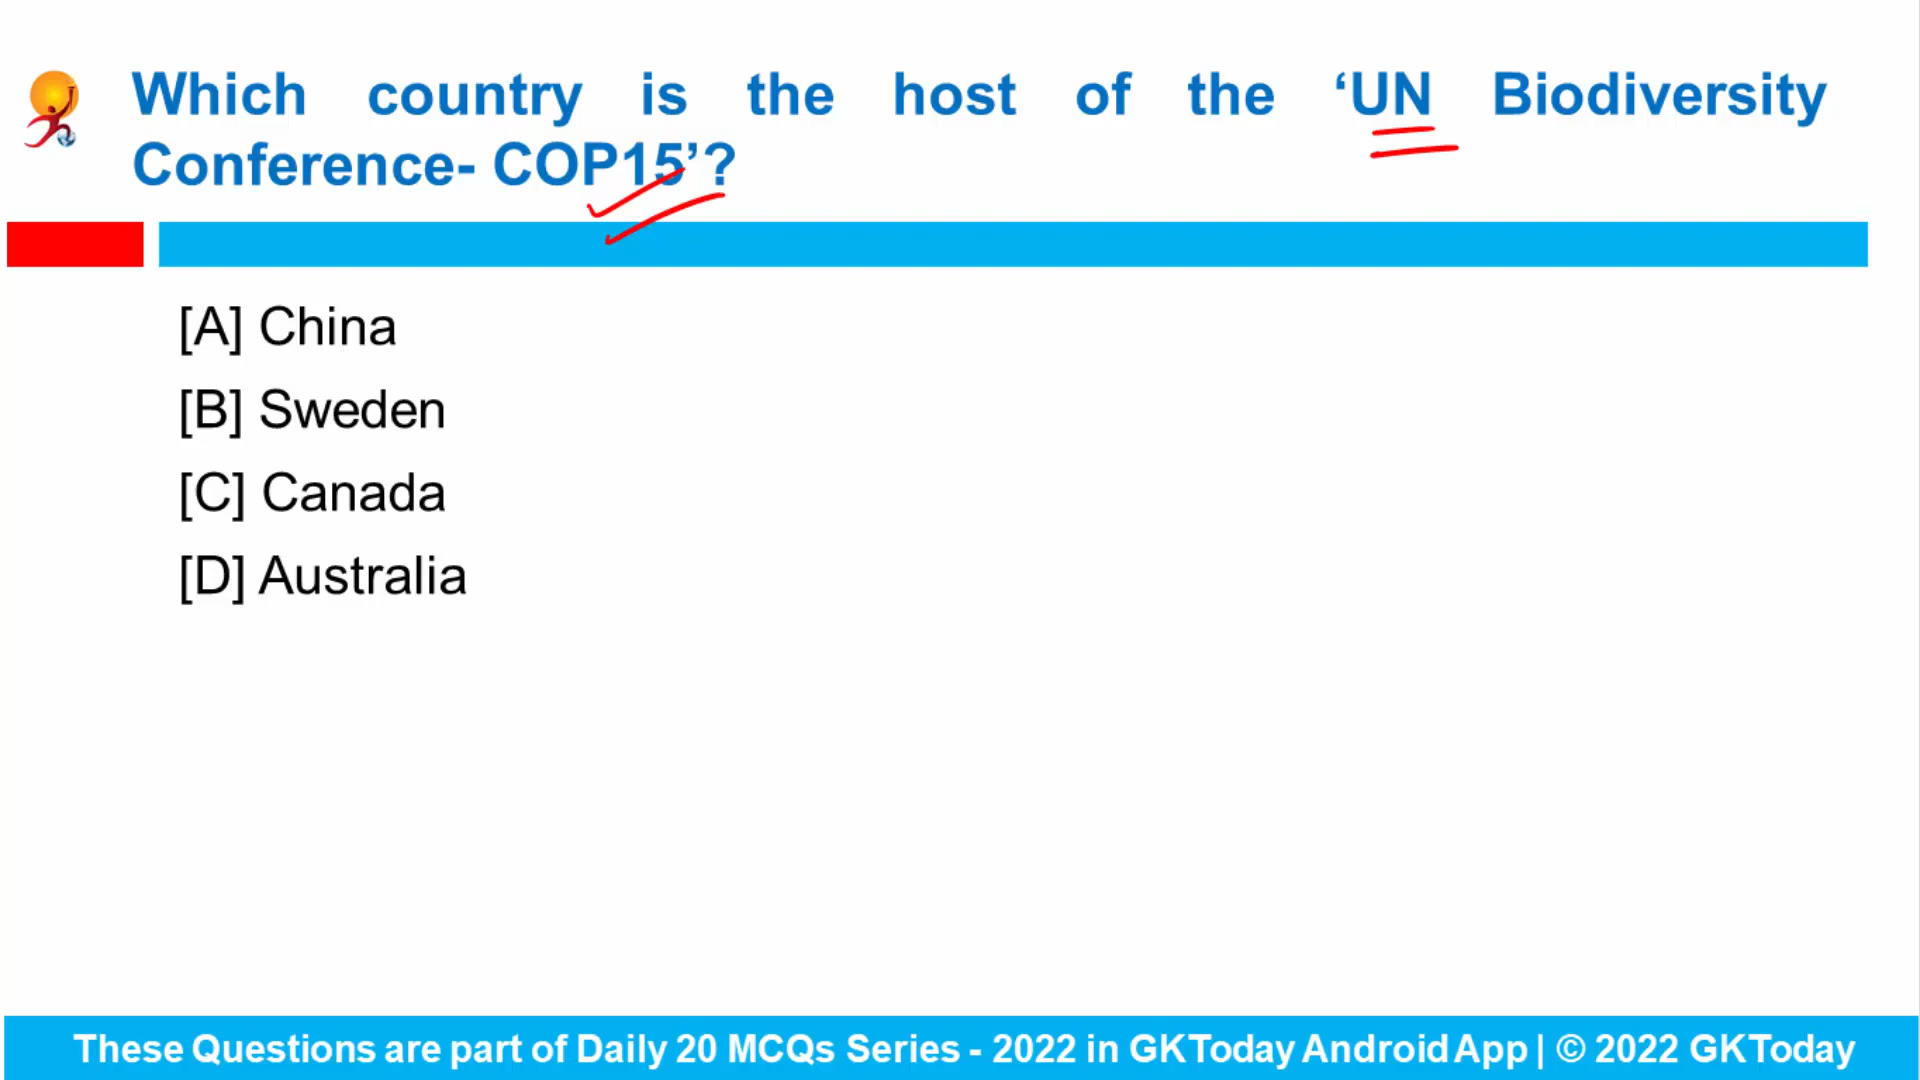 Which country is the host of the ‘UN Biodiversity
Conference- COP15’?
[A] China
[B] Sweden
[C] Canada
[D] Australia
These Questions are part of Daily 20 MCQs Series - 2022 in GKToday Android App | © 2022 GKToday